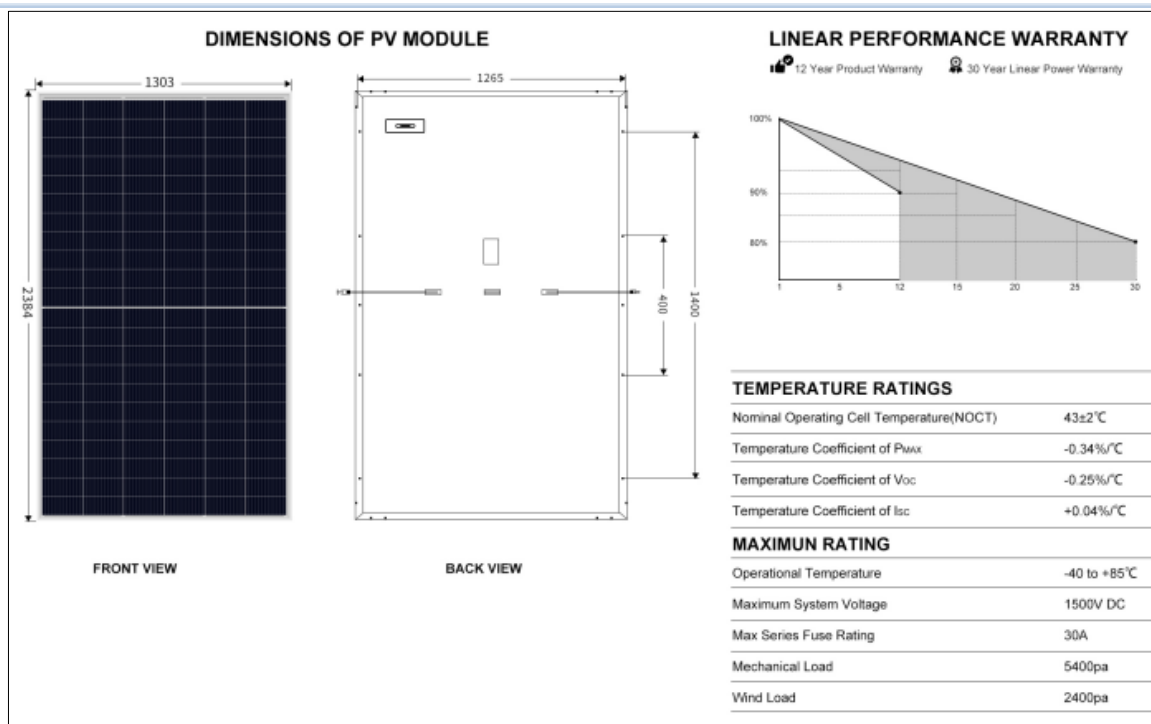 DIMENSIONS OF PV MODULE
1303
2384
FRONT VIEW
1265
400
1400
BACK VIEW
LINEAR PERFORMANCE WARRANTY
12 Year Product Warranty 30 Year Linear Power Warranty
100%
90%
80%
1 5 12 15 20 25 30
TEMPERATURE RATINGS
Nominal Operating Cell Temperature(NOCT) 43±2℃
Temperature Coefficient of PMAX -0.34%/℃
Temperature Coefficient of VOC -0.25%/℃
Temperature Coefficient of ISC +0.04%/℃
MAXIMUN RATING
Operational Temperature -40 to +85℃
Maximum System Voltage 1500V DC
Max Series Fuse Rating 30A
Mechanical Load 5400pa
Wind Load 2400pa